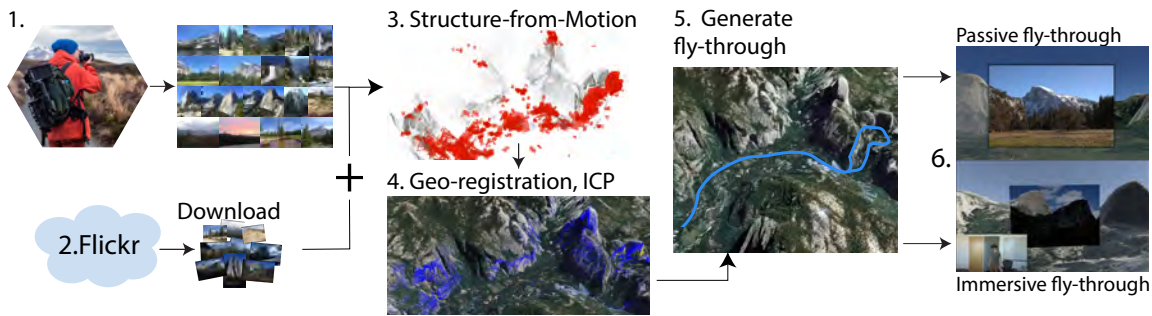 1.
2.Flickr
Download
+
3. Structure-from-Motion
4. Geo-registration, ICP
5. Generate
fly-through
6.
Passive fly-through
Immersive fly-through